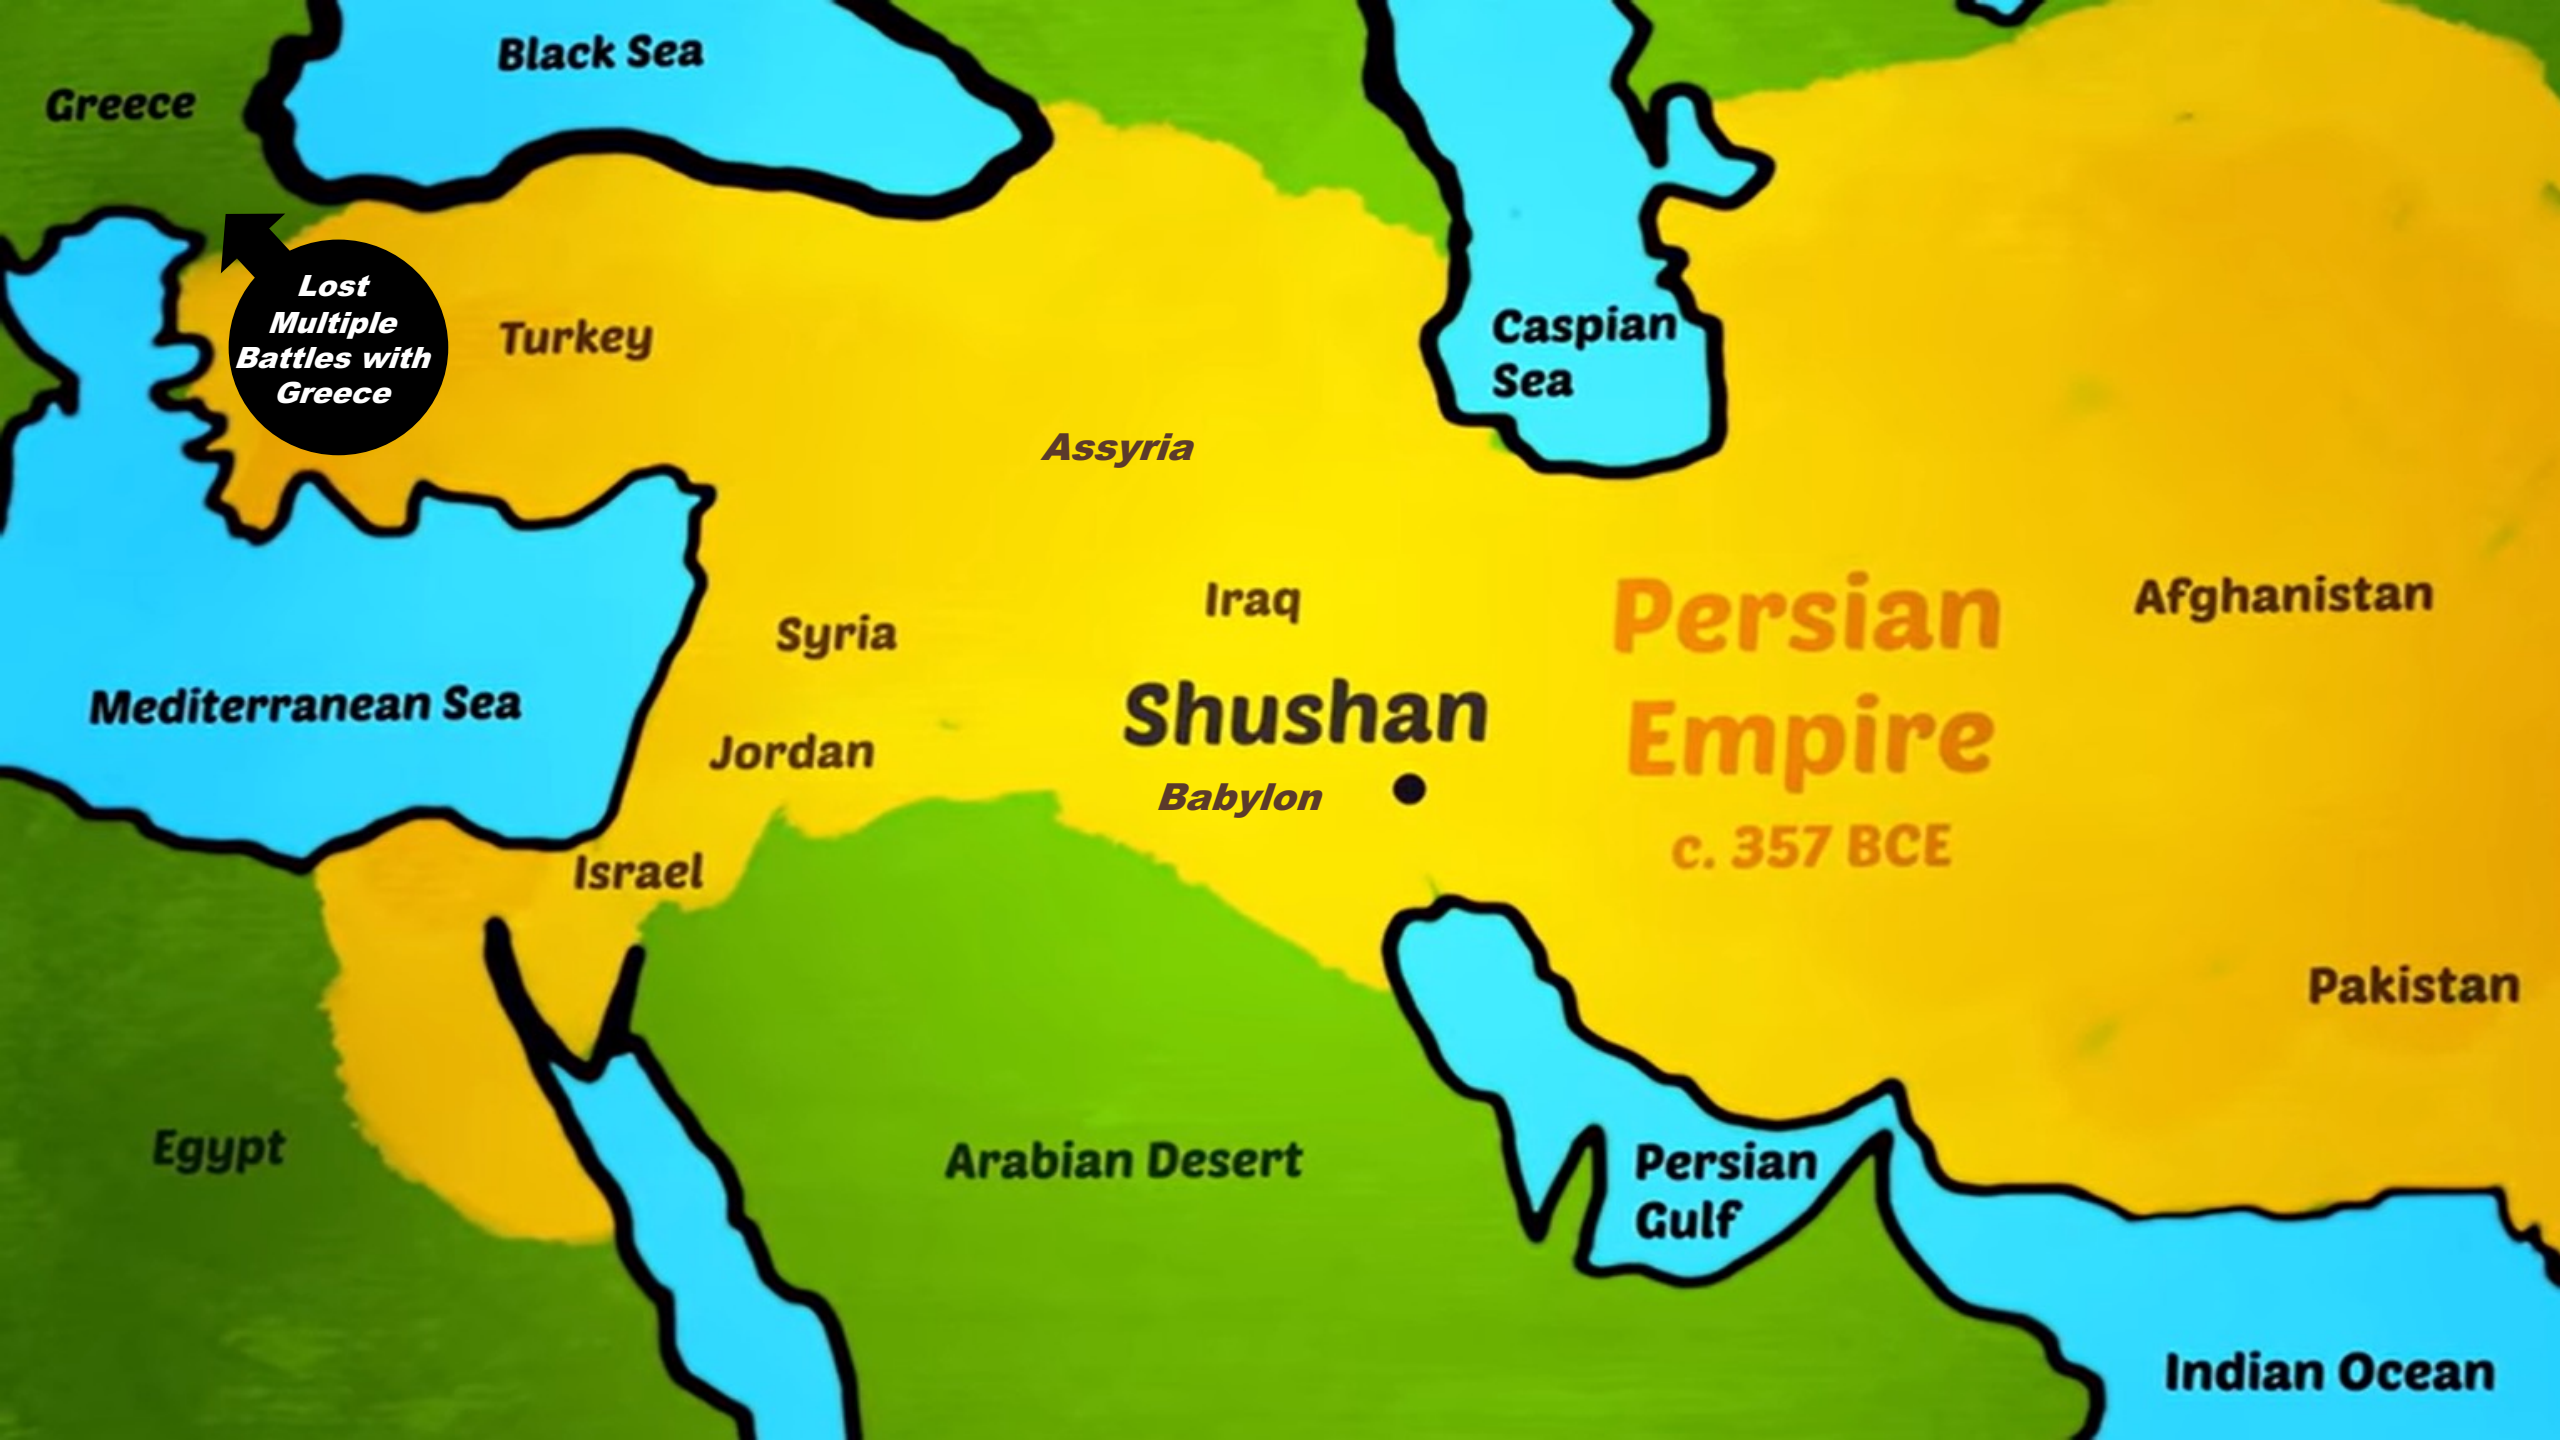 Black Sea
Greece
Lost
Multiple
Battles with
Greece
Turkey
Caspian
Sea
Assyria
Iraq
Syria
Persian
Empire
c. 357 BCE
Afghanistan
Mediterranean Sea
Shushan
Jordan
Babylon
Israel
Pakistan
Egypt
Arabian Desert
Persian
Gulf
Indian Ocean